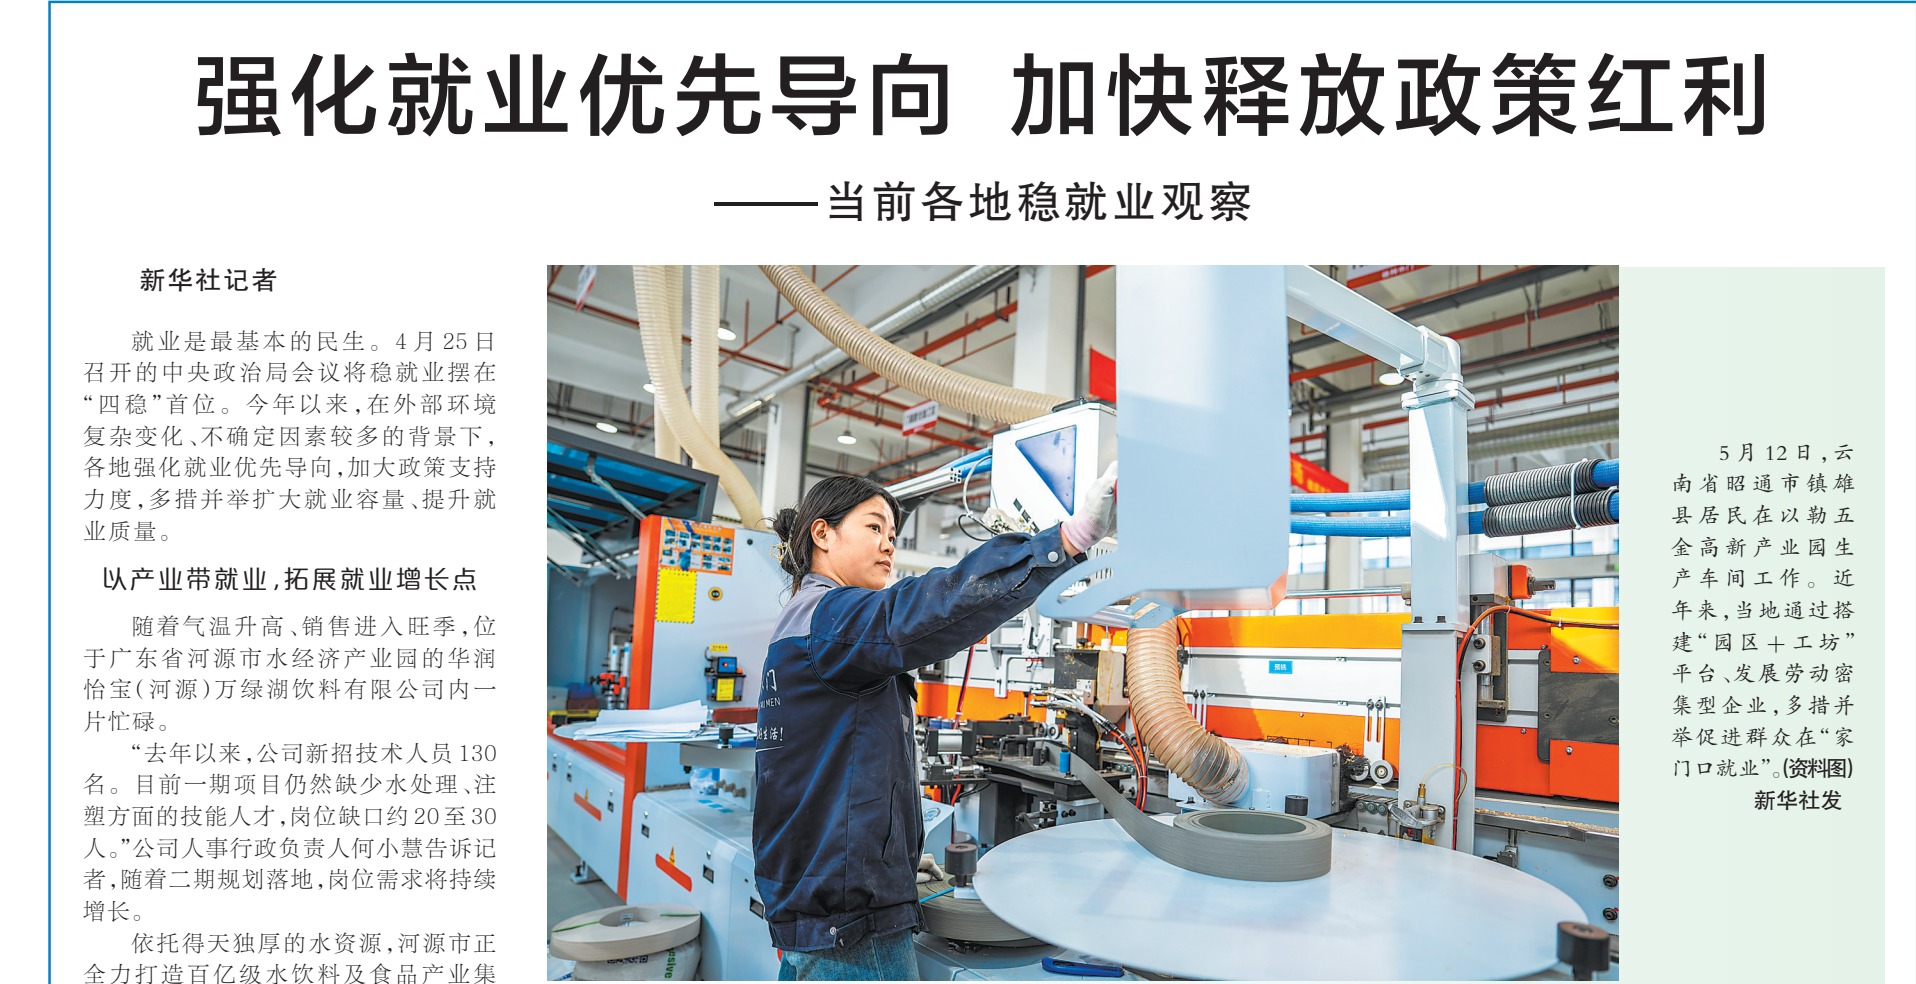 强化就业优先导向 加快释放政策红利
——当前各地稳就业观察
新华社记者
就业是最基本的民生。4月25日
召开的中央政治局会议将稳就业摆在
“四稳”首位。今年以来,在外部环境
复杂变化、不确定因素较多的背景下,
各地强化就业优先导向,加大政策支持
力度,多措并举扩大就业容量、提升就
业质量。
以产业带就业,拓展就业增长点
随着气温升高、销售进入旺季,位
于广东省河源市水经济产业园的华润
怡宝(河源)万绿湖饮料有限公司内一
片忙碌。
“去年以来,公司新招技术人员130
名。目前一期项目仍然缺少水处理、注
塑方面的技能人才,岗位缺口约20至30
人。”公司人事行政负责人何小慧告诉记
者,随着二期规划落地,岗位需求将持续
增长。
依托得天独厚的水资源,河源市正
全力打造百亿级水饮料及食品产业集
5月12日,云
南省昭通市镇雄
县居民在以勒五
金高新产业园生
产车间工作。近
年来,当地通过搭
建“园区+工坊”
平台、发展劳动密
集型企业,多措并
举促进群众在“家
门口就业”。(资料图)
新华社发